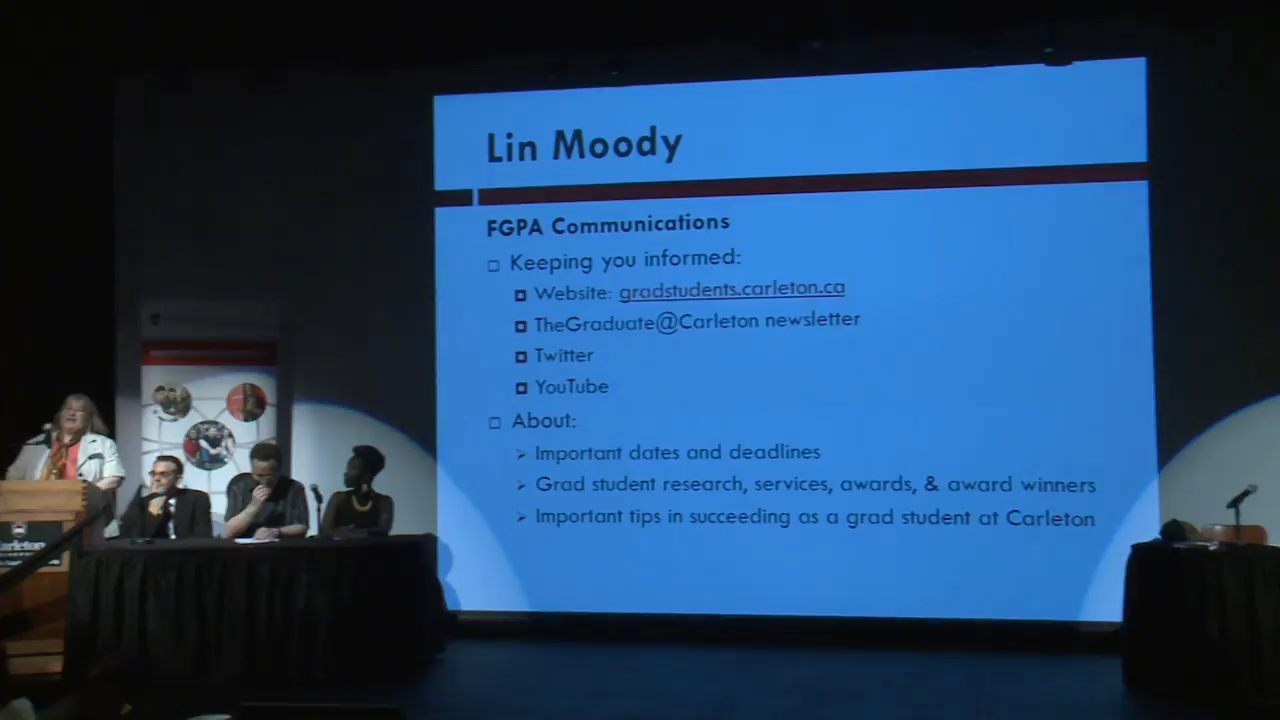 Lin Moody
FGPA Communications
Keeping you informed:
Website: gradstudents.carleton.ca
TheGraduate@Carleton newsletter
Twitter
YouTube
About:
Important dates and deadlines
Grad student research, services, awards, & award winners
Important tips in succeeding as a grad student at Carleton
Carleton